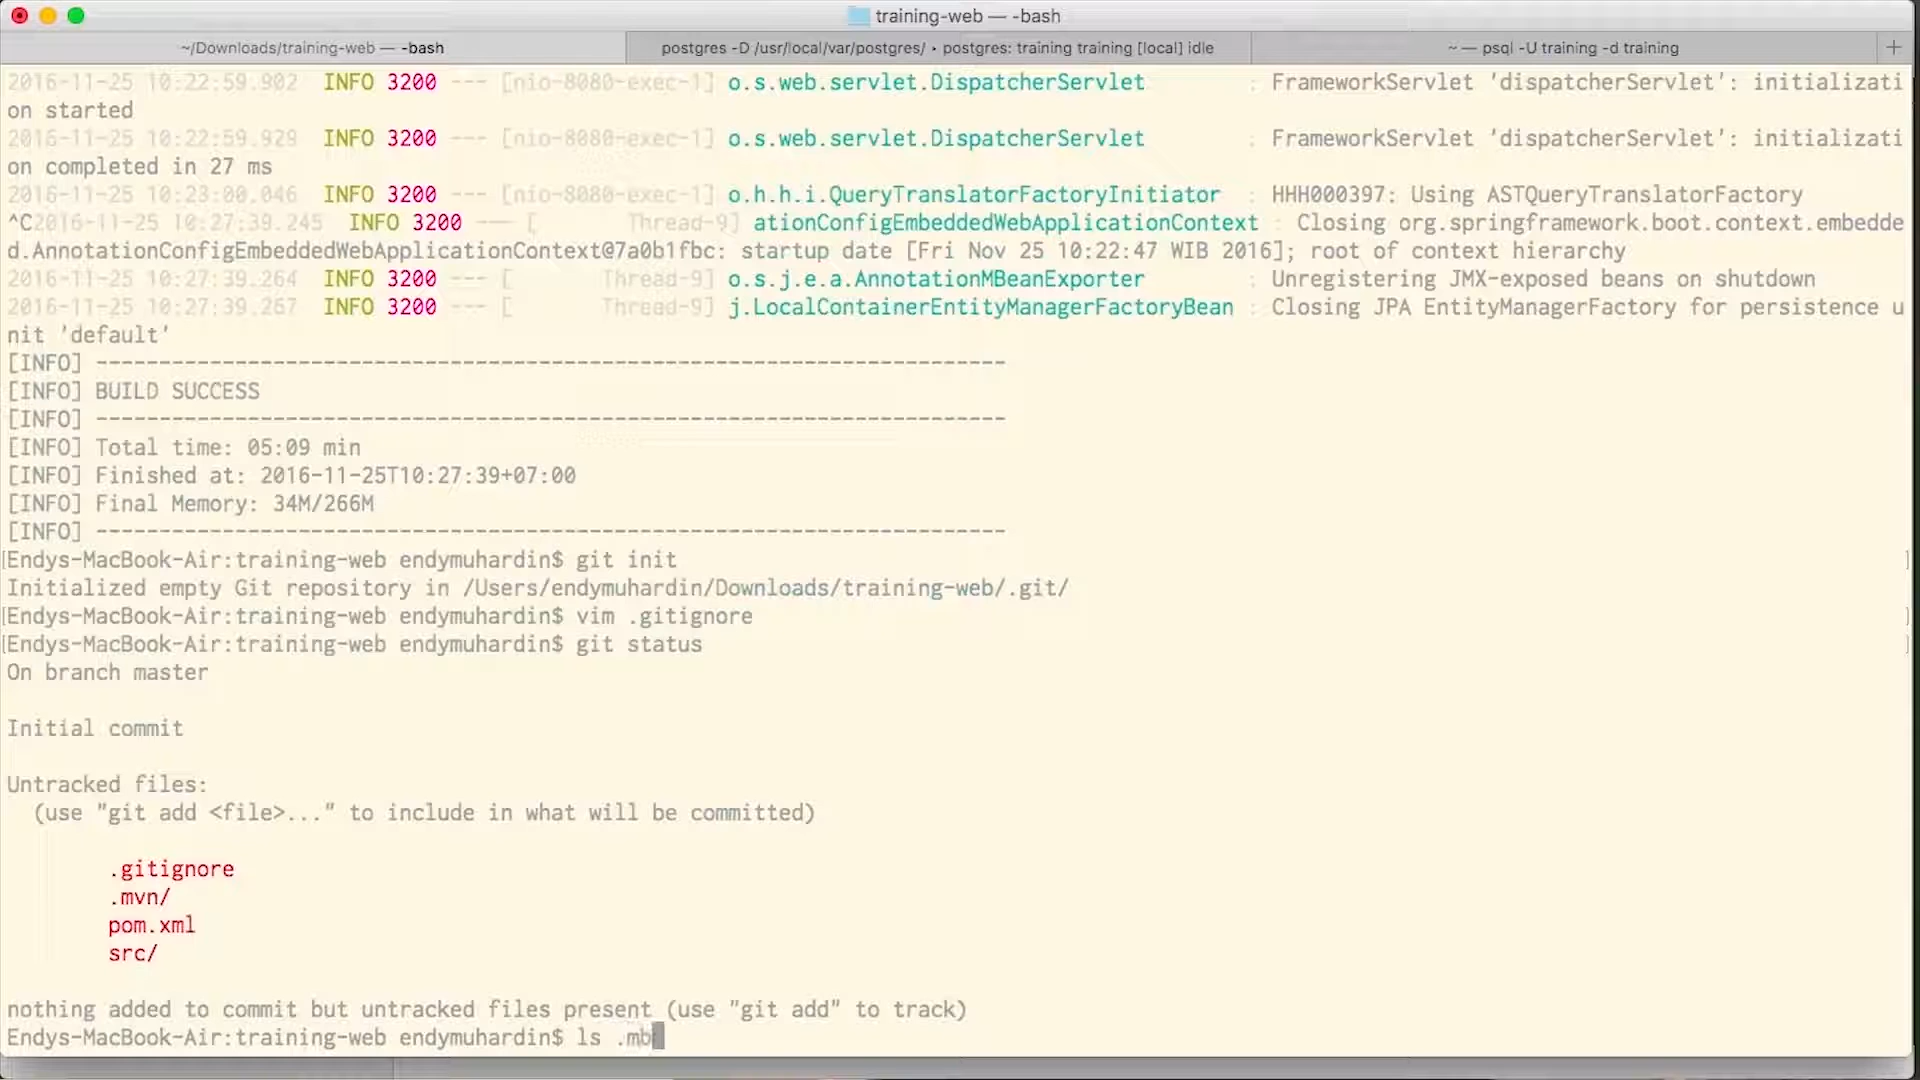 training-web — -bash
~/Downloads/training-web — -bash
postgres -D /usr/local/var/postgres/ • postgres: training training [local] idle
~ — psql -U training -d training
2016-11-25 10:22:59.902  INFO 3200 --- [nio-8080-exec-1] o.s.web.servlet.DispatcherServlet        : FrameworkServlet 'dispatcherServlet': initializati
on started
2016-11-25 10:22:59.929  INFO 3200 --- [nio-8080-exec-1] o.s.web.servlet.DispatcherServlet        : FrameworkServlet 'dispatcherServlet': initializati
on completed in 27 ms
2016-11-25 10:23:00.046  INFO 3200 --- [nio-8080-exec-1] o.h.h.i.QueryTranslatorFactoryInitiator  : HHH000397: Using ASTQueryTranslatorFactory
^C2016-11-25 10:27:39.245  INFO 3200 --- [       Thread-9] ationConfigEmbeddedWebApplicationContext : Closing org.springframework.boot.context.embedde
d.AnnotationConfigEmbeddedWebApplicationContext@7a0b1fbc: startup date [Fri Nov 25 10:22:47 WIB 2016]; root of context hierarchy
2016-11-25 10:27:39.264  INFO 3200 --- [       Thread-9] o.s.j.e.a.AnnotationMBeanExporter        : Unregistering JMX-exposed beans on shutdown
2016-11-25 10:27:39.267  INFO 3200 --- [       Thread-9] j.LocalContainerEntityManagerFactoryBean : Closing JPA EntityManagerFactory for persistence u
nit 'default'
[INFO] ------------------------------------------------------------------------
[INFO] BUILD SUCCESS
[INFO] ------------------------------------------------------------------------
[INFO] Total time: 05:09 min
[INFO] Finished at: 2016-11-25T10:27:39+07:00
[INFO] Final Memory: 34M/266M
[INFO] ------------------------------------------------------------------------
[Endys-MacBook-Air:training-web endymuhardin$ git init ]
Initialized empty Git repository in /Users/endymuhardin/Downloads/training-web/.git/
[Endys-MacBook-Air:training-web endymuhardin$ vim .gitignore ]
[Endys-MacBook-Air:training-web endymuhardin$ git status ]
On branch master
Initial commit
Untracked files:
  (use "git add <file>..." to include in what will be committed)
.gitignore
.mvn/
pom.xml
src/
nothing added to commit but untracked files present (use "git add" to track)
Endys-MacBook-Air:training-web endymuhardin$ ls .mb